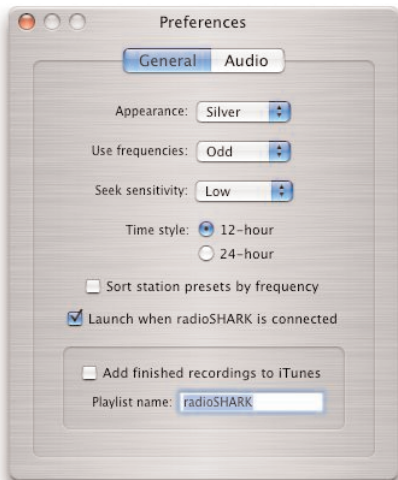 Preferences
General Audio
Appearance: Silver
Use frequencies: Odd
Seek sensitivity: Low
Time style: 12-hour
24-hour
Sort station presets by frequency
Launch when radioSHARK is connected
Add finished recordings to iTunes
Playlist name: radioSHARK